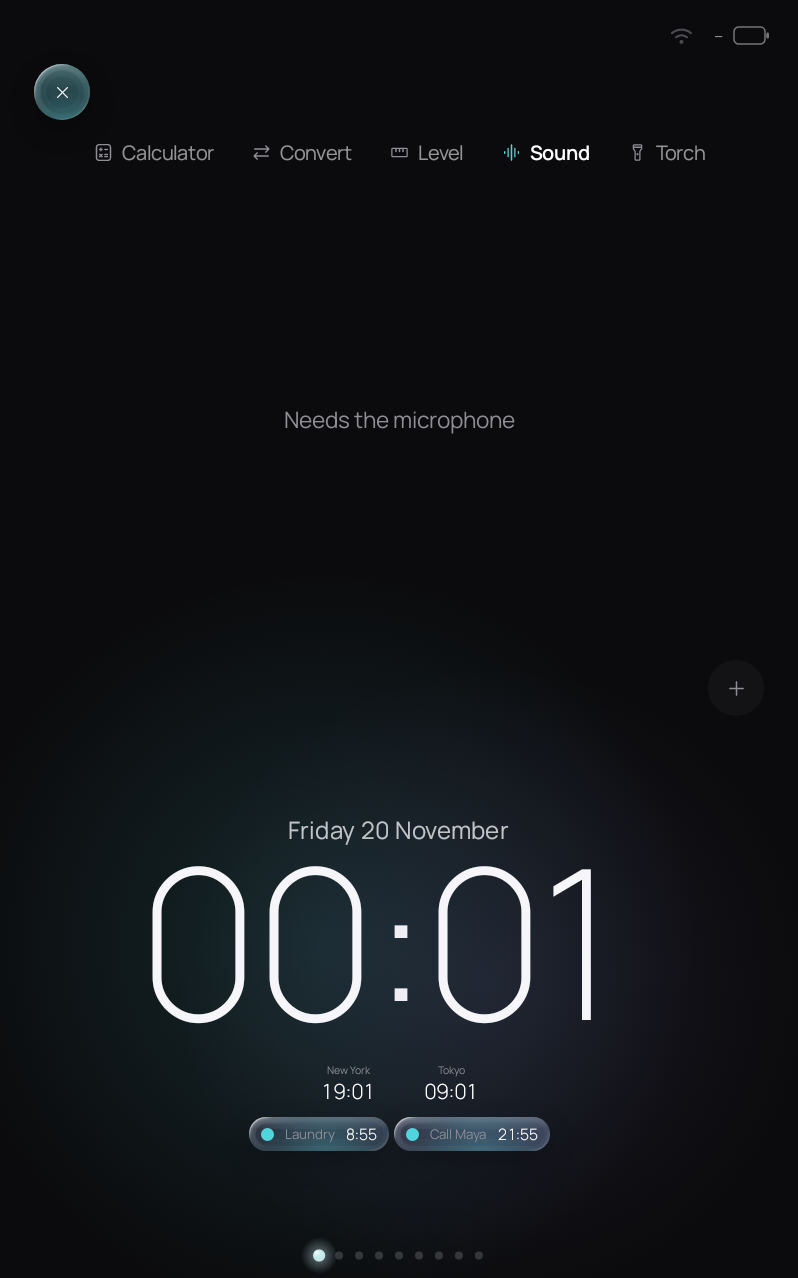 –
Calculator Convert Level Sound Torch
Needs the microphone
Friday 20 November
00:01
New York Tokyo
19:01 09:01
Laundry 8:55 Call Maya 21:55